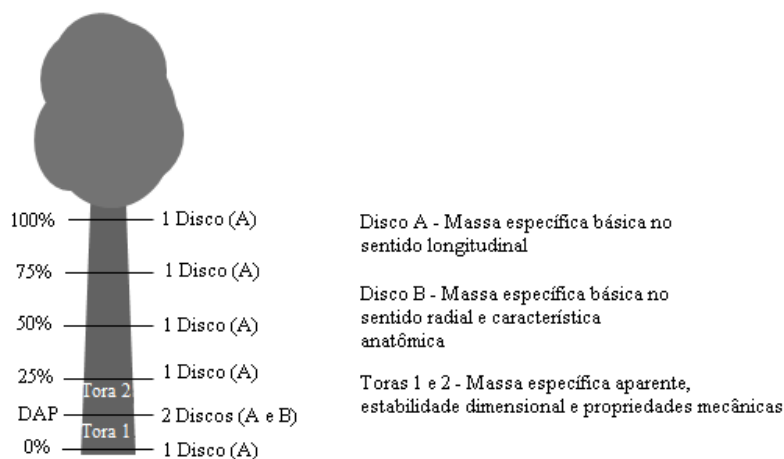 100% 1 Disco (A)
75% 1 Disco (A)
50% 1 Disco (A)
25% 1 Disco (A)
Tora 2
DAP 2 Discos (A e B)
Tora 1
0% 1 Disco (A)
Disco A - Massa específica básica no
sentido longitudinal
Disco B - Massa específica básica no
sentido radial e característica
anatômica
Toras 1 e 2 - Massa específica aparente,
estabilidade dimensional e propriedades mecânicas